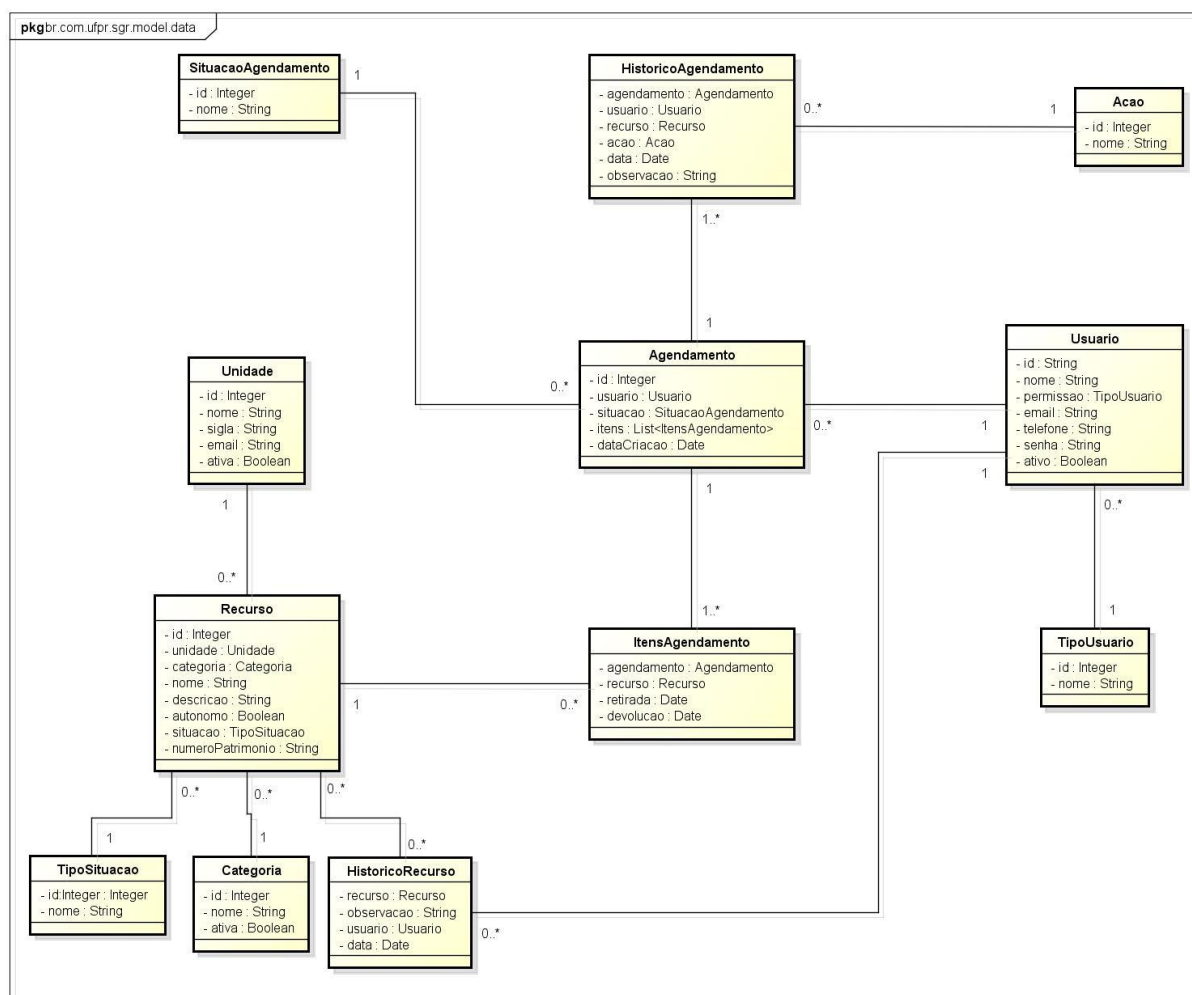 pkg br.com.ufpr.sgr.model.data
SituacaoAgendamento
- id : Integer
- nome : String
1
HistoricoAgendamento
- agendamento : Agendamento
- usuario : Usuario
- recurso : Recurso
- acao : Acao
- data : Date
- observacao : String
0..*
1
Acao
- id : Integer
- nome : String
1..*
1
Agendamento
- id : Integer
- usuario : Usuario
- situacao : SituacaoAgendamento
- itens : List<ItensAgendamento>
- dataCriacao : Date
0..*
0..*
1
1
1
Usuario
- id : String
- nome : String
- permissao : TipoUsuario
- email : String
- telefone : String
- senha : String
- ativo : Boolean
0..*
1
TipoUsuario
- id : Integer
- nome : String
Unidade
- id : Integer
- nome : String
- sigla : String
- email : String
- ativa : Boolean
1
0..*
Recurso
- id : Integer
- unidade : Unidade
- categoria : Categoria
- nome : String
- descricao : String
- autonomo : Boolean
- situacao : TipoSituacao
- numeroPatrimonio : String
1
0..*
1..*
ItensAgendamento
- agendamento : Agendamento
- recurso : Recurso
- retirada : Date
- devolucao : Date
0..*
0..*
0..*
1
1
0..*
TipoSituacao
- id:Integer : Integer
- nome : String
Categoria
- id : Integer
- nome : String
- ativa : Boolean
HistoricoRecurso
- recurso : Recurso
- observacao : String
- usuario : Usuario
- data : Date
0..*